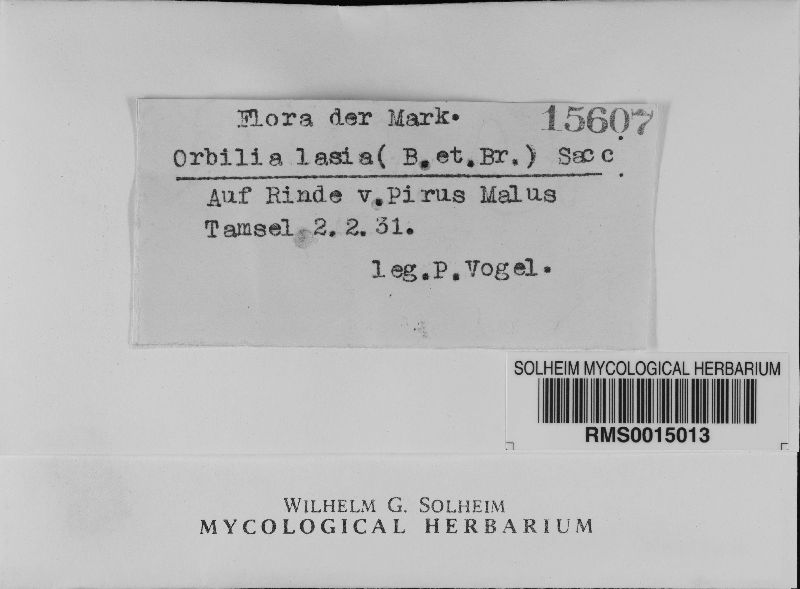 Flora der Mark.
15607
Orbilia lasia( B.et.Br.) Sacc.
Auf Rinde v.Pirus Malus
Tamsel 2.2.31.
leg.P.Vogel.
SOLHEIM MYCOLOGICAL HERBARIUM
RMS0015013
WILHELM G. SOLHEIM
MYCOLOGICAL HERBARIUM